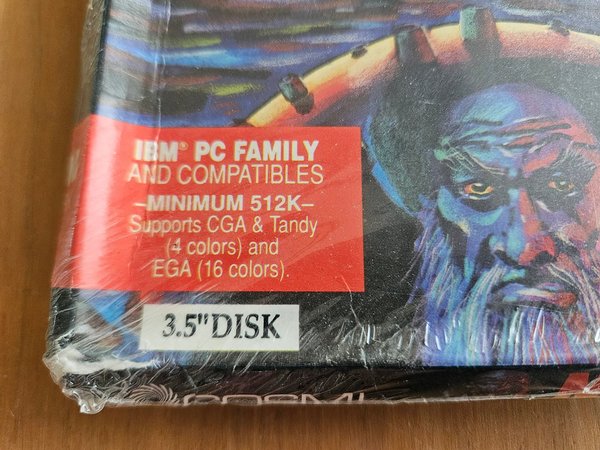 IBM® PC FAMILY
AND COMPATIBLES
–MINIMUM 512K–
Supports CGA & Tandy
(4 colors) and
EGA (16 colors).
3.5" DISK
COSMI